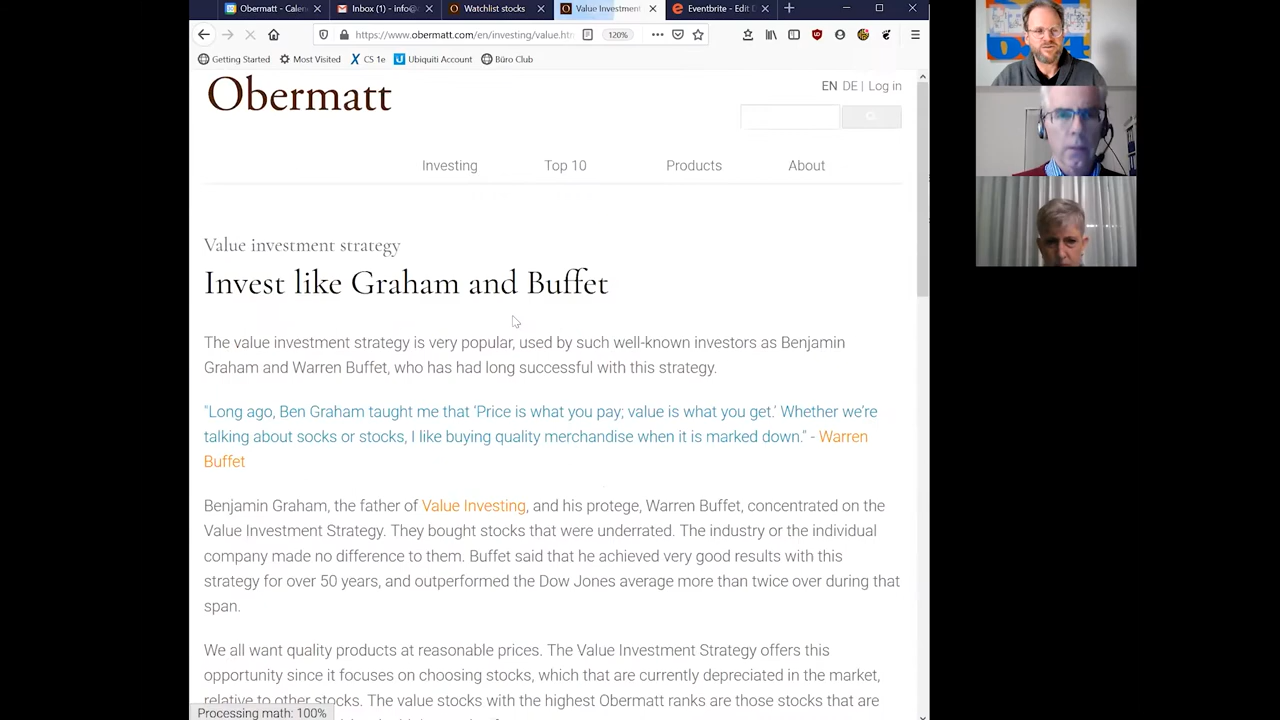 Obermatt - Calen
Inbox (1) - info@
Watchlist stocks
Value Investment
Eventbrite - Edit D
https://www.obermatt.com/en/investing/value.htm
120%
Getting Started
Most Visited
CS 1e
Ubiquiti Account
Büro Club
Obermatt
EN DE | Log in
Investing Top 10 Products About
Value investment strategy
Invest like Graham and Buffet
The value investment strategy is very popular, used by such well-known investors as Benjamin
Graham and Warren Buffet, who has had long successful with this strategy.
"Long ago, Ben Graham taught me that ‘Price is what you pay; value is what you get.’ Whether we’re
talking about socks or stocks, I like buying quality merchandise when it is marked down.” - Warren
Buffet
Benjamin Graham, the father of Value Investing, and his protege, Warren Buffet, concentrated on the
Value Investment Strategy. They bought stocks that were underrated. The industry or the individual
company made no difference to them. Buffet said that he achieved very good results with this
strategy for over 50 years, and outperformed the Dow Jones average more than twice over during that
span.
We all want quality products at reasonable prices. The Value Investment Strategy offers this
opportunity since it focuses on choosing stocks, which that are currently depreciated in the market,
relative to other stocks. The value stocks with the highest Obermatt ranks are those stocks that are
Processing math: 100%